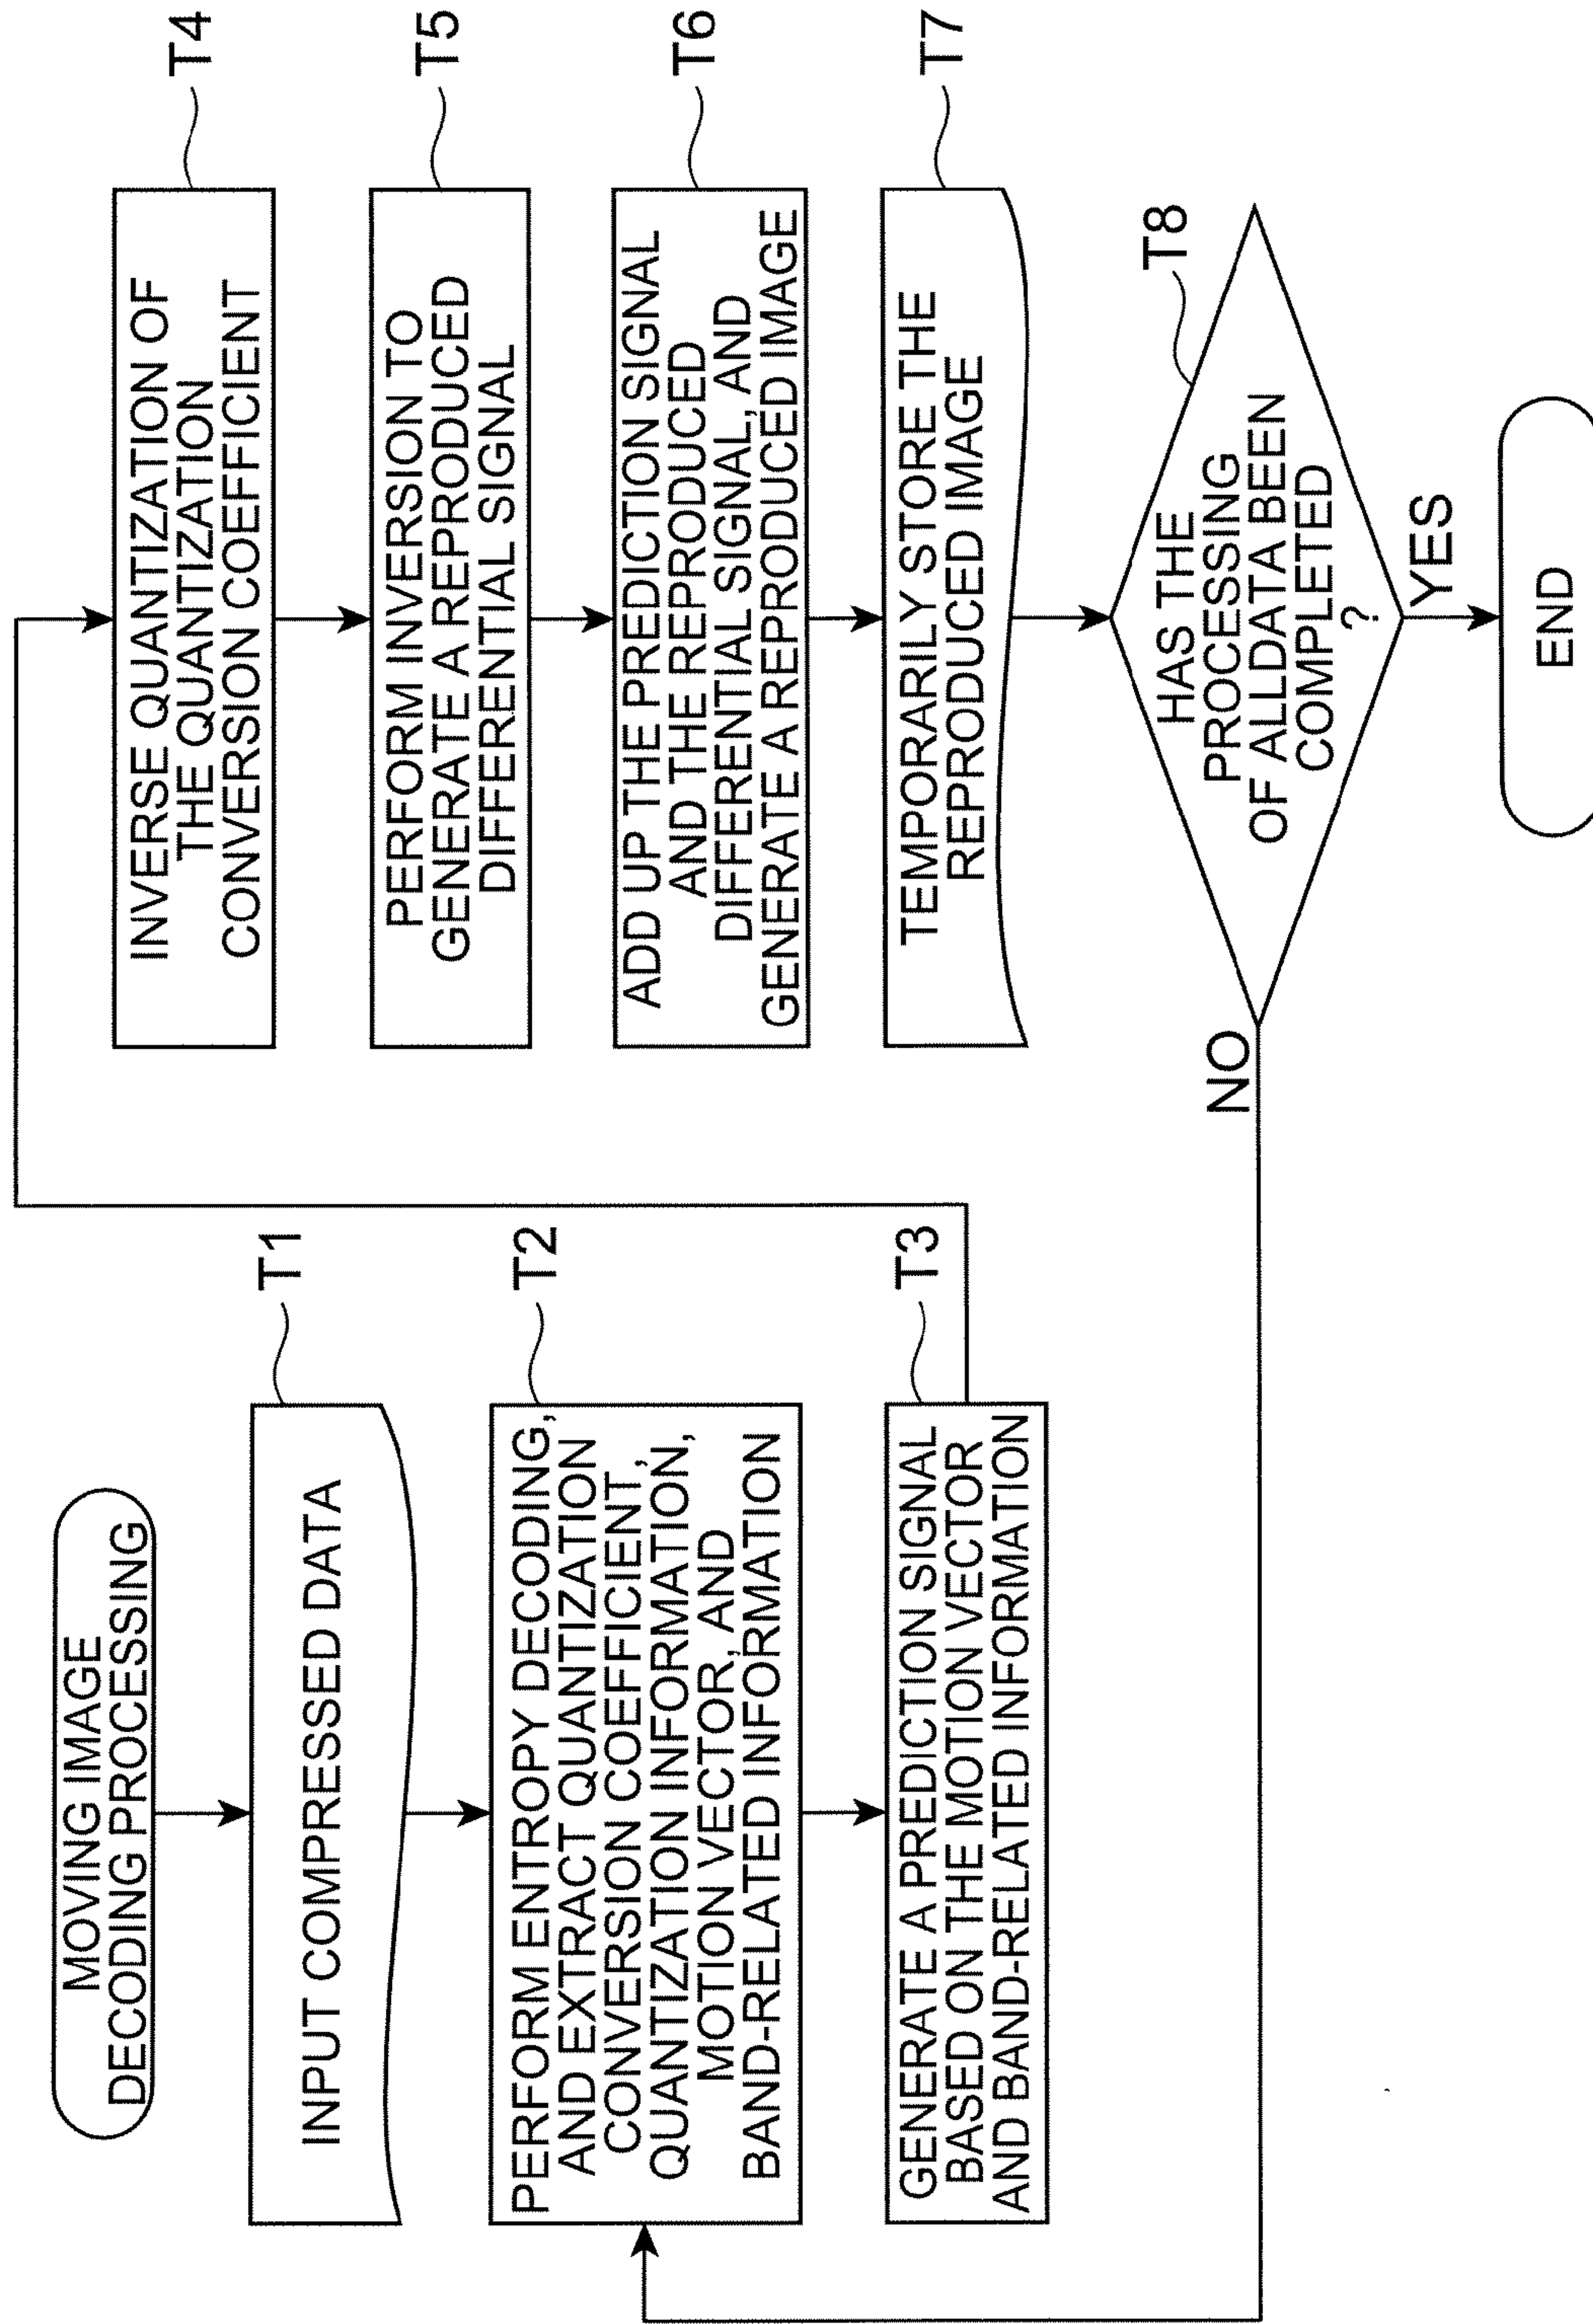 MOVING IMAGE
DECODING PROCESSING
T1
INPUT COMPRESSED DATA
T2
PERFORM ENTROPY DECODING,
AND EXTRACT QUANTIZATION
CONVERSION COEFFICIENT,
QUANTIZATION INFORMATION,
MOTION VECTOR, AND
BAND-RELATED INFORMATION
T3
GENERATE A PREDICTION SIGNAL
BASED ON THE MOTION VECTOR
AND BAND-RELATED INFORMATION
T4
INVERSE QUANTIZATION OF
THE QUANTIZATION
CONVERSION COEFFICIENT
T5
PERFORM INVERSION TO
GENERATE A REPRODUCED
DIFFERENTIAL SIGNAL
T6
ADD UP THE PREDICTION SIGNAL
AND THE REPRODUCED
DIFFERENTIAL SIGNAL, AND
GENERATE A REPRODUCED IMAGE
T7
TEMPORARILY STORE THE
REPRODUCED IMAGE
T8
HAS THE
PROCESSING
OF ALLDATA BEEN
COMPLETED
?
NO
YES
END